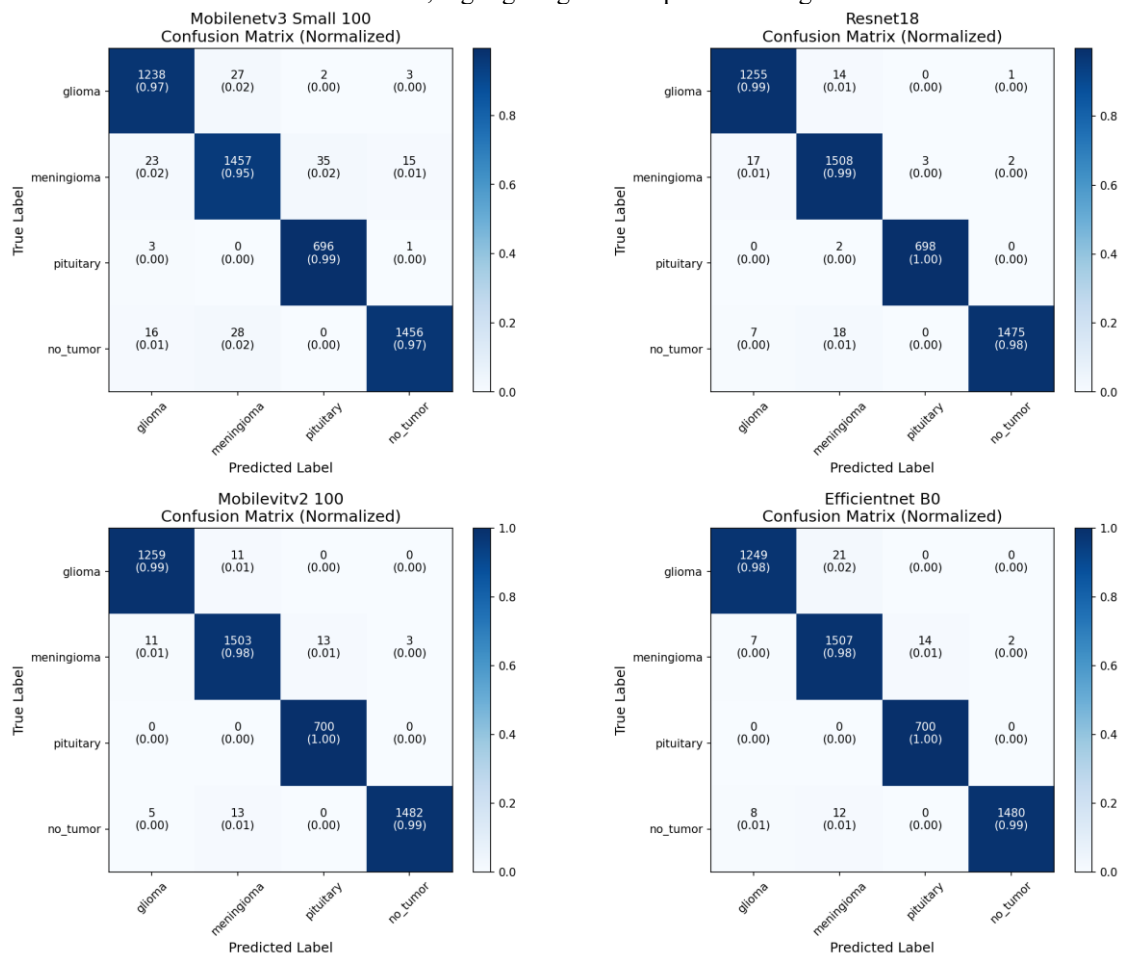 Mobilenetv3 Small 100
Confusion Matrix (Normalized)
glioma
1238 27 2 3
(0.97) (0.02) (0.00) (0.00)
meningioma
23 1457 35 15
(0.02) (0.95) (0.02) (0.01)
pituitary
3 0 696 1
(0.00) (0.00) (0.99) (0.00)
no_tumor
16 28 0 1456
(0.01) (0.02) (0.00) (0.97)
glioma meningioma pituitary no_tumor
Predicted Label
True Label
0.8
0.6
0.4
0.2
0.0
Resnet18
Confusion Matrix (Normalized)
glioma
1255 14 0 1
(0.99) (0.01) (0.00) (0.00)
meningioma
17 1508 3 2
(0.01) (0.99) (0.00) (0.00)
pituitary
0 2 698 0
(0.00) (0.00) (1.00) (0.00)
no_tumor
7 18 0 1475
(0.00) (0.01) (0.00) (0.98)
glioma meningioma pituitary no_tumor
Predicted Label
True Label
0.8
0.6
0.4
0.2
0.0
Mobilevitv2 100
Confusion Matrix (Normalized)
glioma
1259 11 0 0
(0.99) (0.01) (0.00) (0.00)
meningioma
11 1503 13 3
(0.01) (0.98) (0.01) (0.00)
pituitary
0 0 700 0
(0.00) (0.00) (1.00) (0.00)
no_tumor
5 13 0 1482
(0.00) (0.01) (0.00) (0.99)
glioma meningioma pituitary no_tumor
Predicted Label
True Label
1.0
0.8
0.6
0.4
0.2
0.0
Efficientnet B0
Confusion Matrix (Normalized)
glioma
1249 21 0 0
(0.98) (0.02) (0.00) (0.00)
meningioma
7 1507 14 2
(0.00) (0.98) (0.01) (0.00)
pituitary
0 0 700 0
(0.00) (0.00) (1.00) (0.00)
no_tumor
8 12 0 1480
(0.01) (0.01) (0.00) (0.99)
glioma meningioma pituitary no_tumor
Predicted Label
True Label
1.0
0.8
0.6
0.4
0.2
0.0